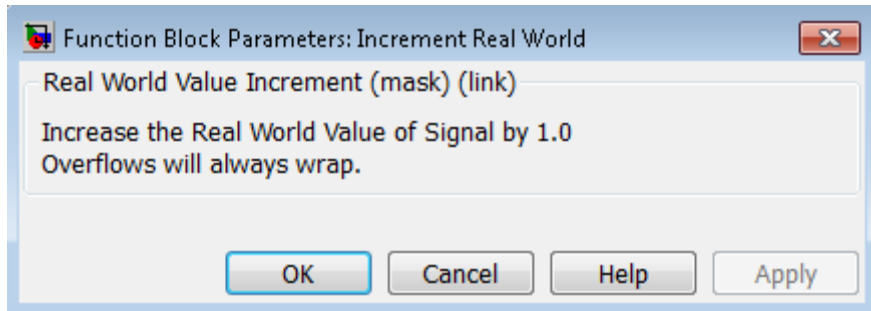 Function Block Parameters: Increment Real World
Real World Value Increment (mask) (link)
Increase the Real World Value of Signal by 1.0
Overflows will always wrap.
OK Cancel Help Apply